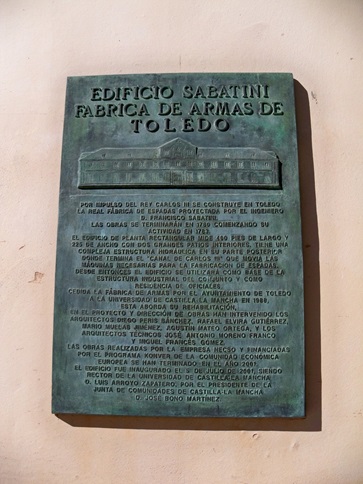 EDIFICIO SABATINI
FABRICA DE ARMAS DE
TOLEDO
POR IMPULSO DEL REY CARLOS III SE CONSTRUYE EN TOLEDO
LA REAL FÁBRICA DE ESPADAS PROYECTADA POR EL INGENIERO
D. FRANCISCO SABATINI.
LAS OBRAS SE TERMINARÁN EN 1780 COMENZANDO SU
ACTIVIDAD EN 1783.
EL EDIFICIO DE PLANTA RECTANGULAR MIDE 400 PIES DE LARGO Y
225 DE ANCHO CON DOS GRANDES PATIOS INTERIORES. TIENE UNA
COMPLEJA ESTRUCTURA HIDRAULICA EN SU PARTE POSTERIOR
DONDE TERMINA EL "CANAL DE CARLOS III" QUE MOVIA LAS
MÁQUINAS NECESARIAS PARA LA FABRICACION DE ESPADAS.
DESDE ENTONCES EL EDIFICIO SE UTILIZARA COMO BASE DE LA
ESTRUCTURA INDUSTRIAL DEL CONJUNTO Y COMO
RESIDENCIA DE OFICIALES.
CEDIDA LA FÁBRICA DE ARMAS POR EL AYUNTAMIENTO DE TOLEDO
A LA UNIVERSIDAD DE CASTILLA-LA MANCHA EN 1998,
ESTA ABORDA SU REHABILITACIÓN.
EN EL PROYECTO Y DIRECCIÓN DE OBRAS HAN INTERVENIDO LOS
ARQUITECTOS DIEGO PERIS SÁNCHEZ, RAFAEL ELVIRA GUTIÉRREZ,
MARIO MUELAS JIMÉNEZ, AGUSTÍN MATEO ORTEGA, Y LOS
ARQUITECTOS TÉCNICOS JOSÉ ANTONIO MORENO FRANCO
Y MIGUEL FRANCÉS GÓMEZ.
LAS OBRAS REALIZADAS POR LA EMPRESA Y FINANCIADAS
POR EL PROGRAMA KONVER DE LA COMUNIDAD ECONÓMICA
EUROPEA SE HAN TERMINADO EN EL AÑO 2001.
EL EDIFICIO FUE INAUGURADO EL DE JULIO DE 2001, SIENDO
RECTOR DE LA UNIVERSIDAD DE CASTILLA-LA MANCHA
D. LUIS ARROYO ZAPATERO, POR EL PRESIDENTE DE LA
JUNTA DE COMUNIDADES DE CASTILLA-LA MANCHA
D. JOSÉ BONO MARTÍNEZ.